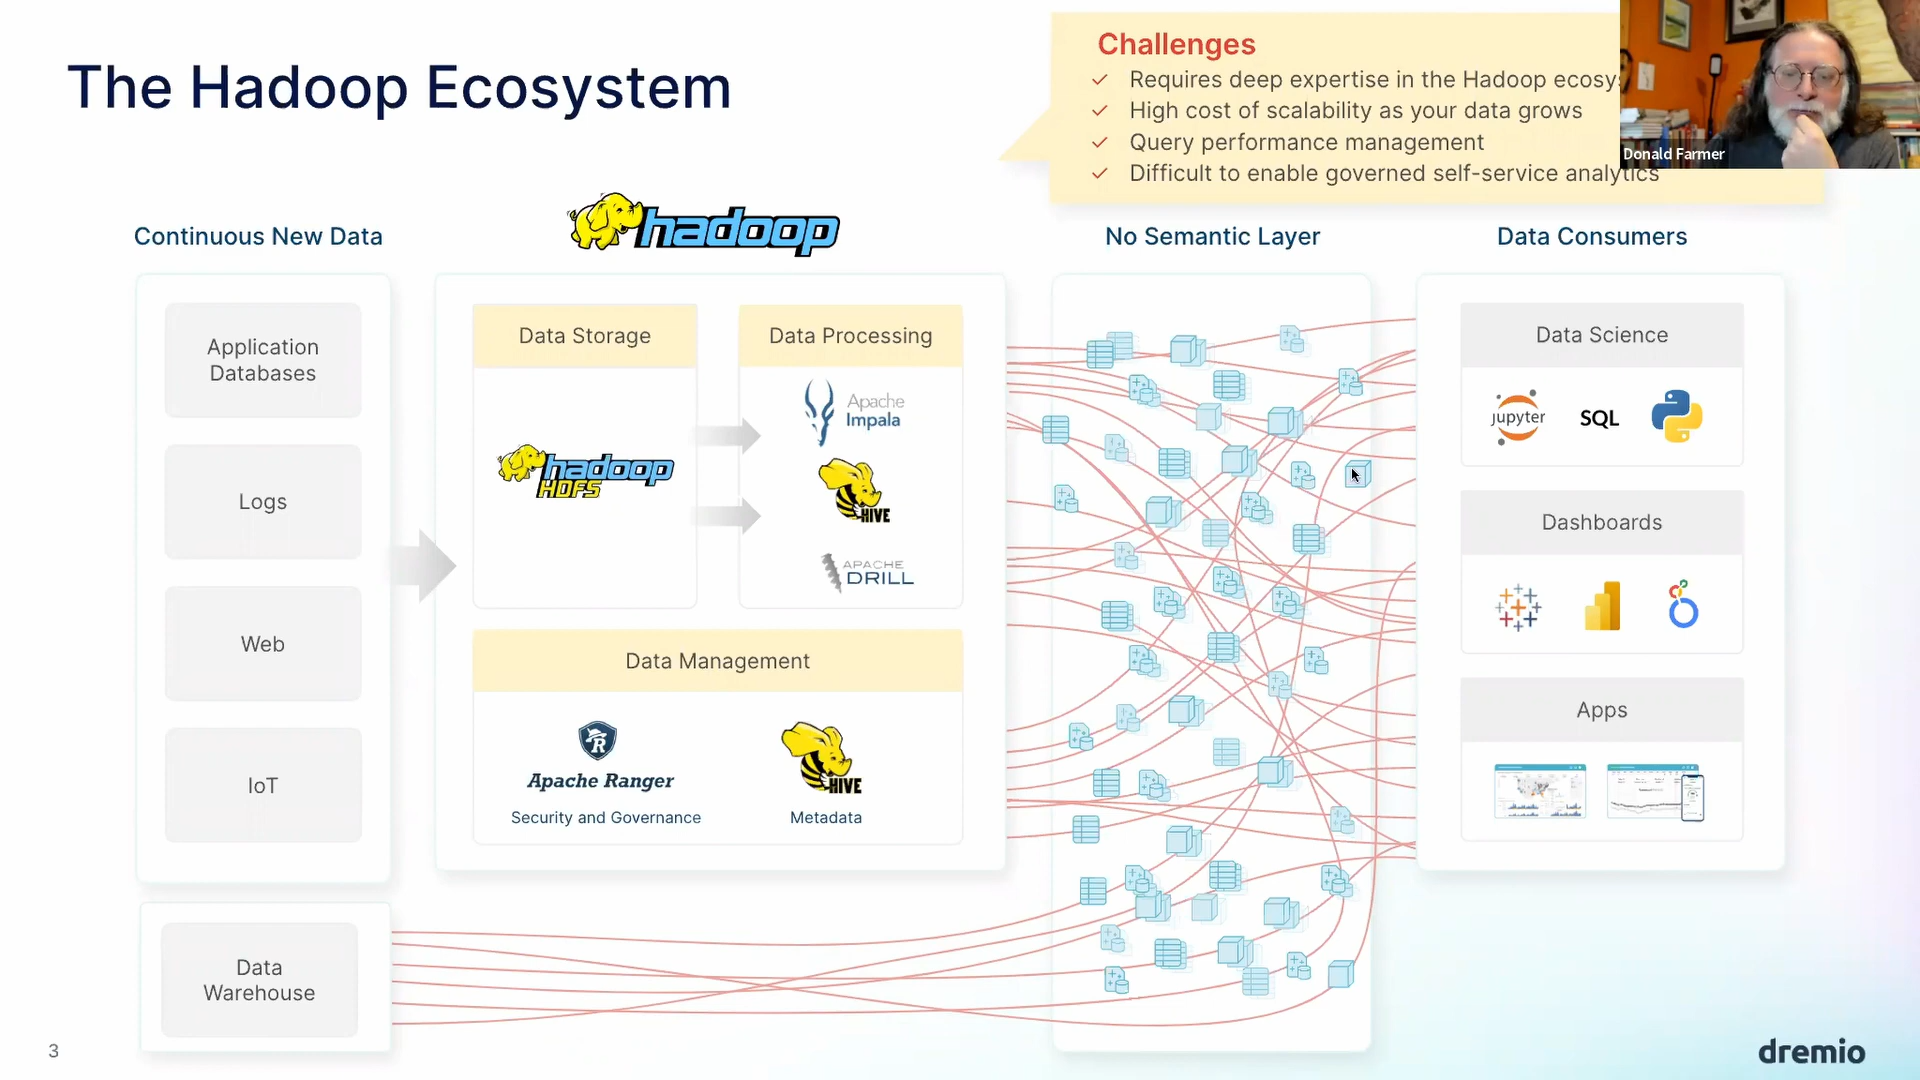 The Hadoop Ecosystem
Challenges
Requires deep expertise in the Hadoop
High cost of scalability as your data grows
Query performance management
Difficult to enable governed self-service analytics
Donald Farmer
Continuous New Data
hadoop
No Semantic Layer
Data Consumers
Application
Databases
Logs
Web
IoT
Data
Warehouse
Data Storage
hadoop
HDFS
Data Processing
Apache
Impala
HIVE
APACHE
DRILL
Data Management
R
Apache Ranger
Security and Governance
HIVE
Metadata
Data Science
jupyter
SQL
Dashboards
Apps
3
dremio